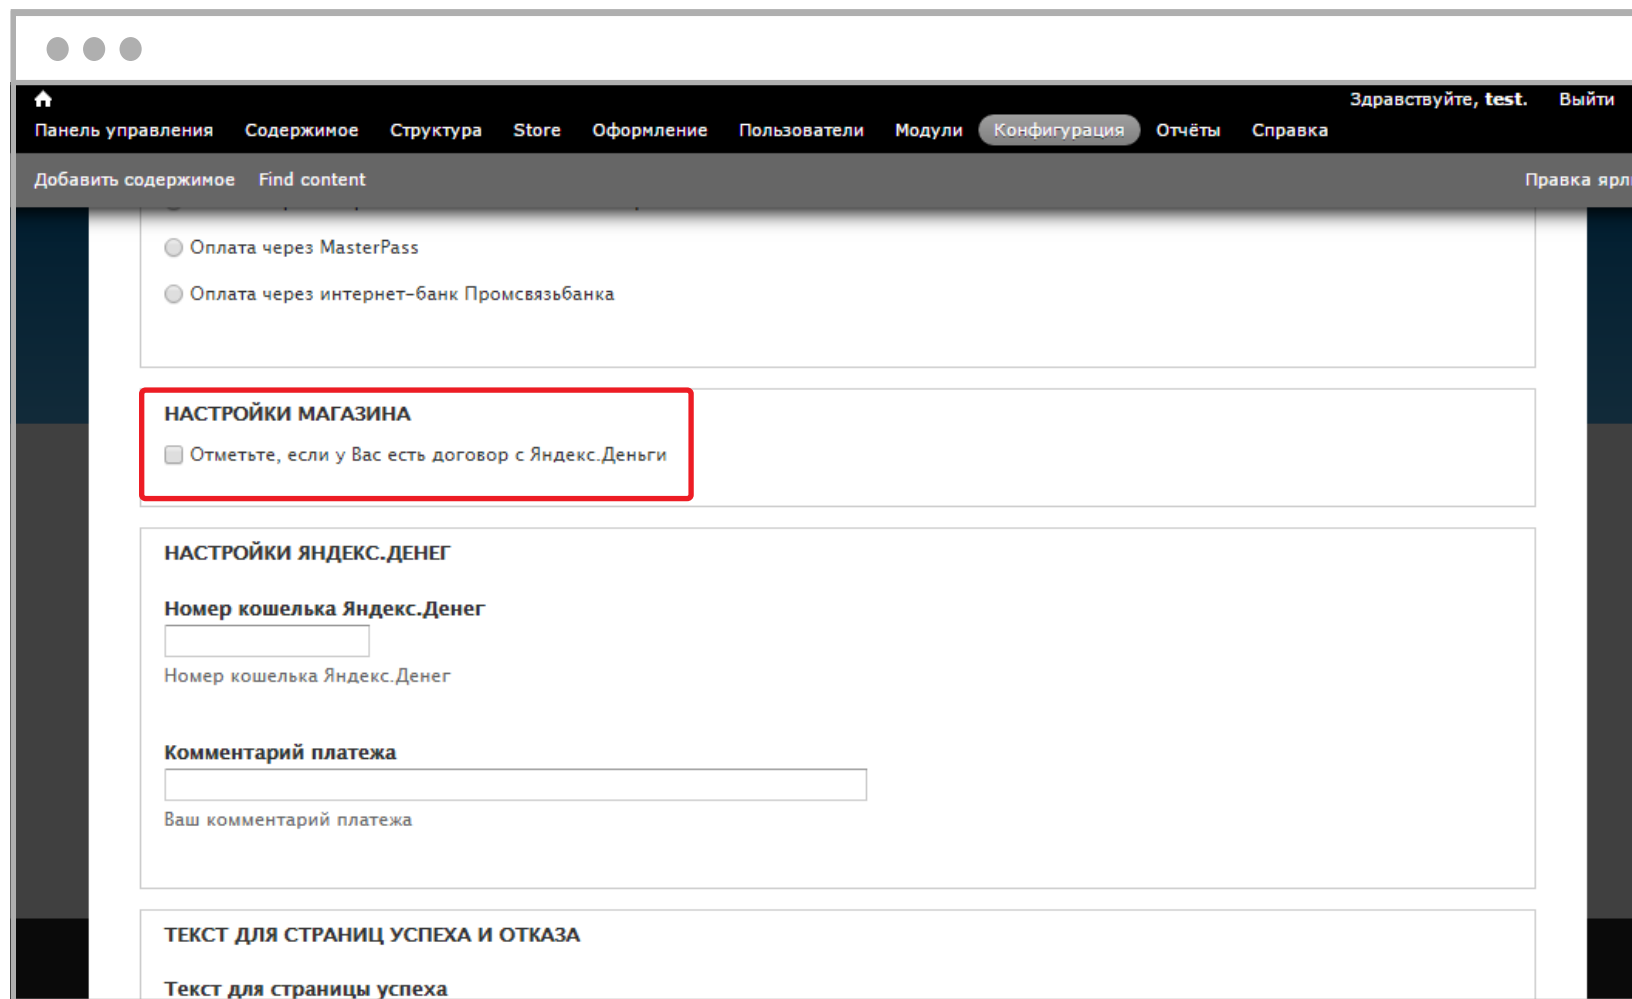 Здравствуйте, test. Выйти
Панель управления Содержимое Структура Store Оформление Пользователи Модули Конфигурация Отчёты Справка
Добавить содержимое Find content Правка
Оплата через MasterPass
Оплата через интернет-банк Промсвязьбанка
НАСТРОЙКИ МАГАЗИНА
Отметьте, если у Вас есть договор с Яндекс.Деньги
НАСТРОЙКИ ЯНДЕКС.ДЕНЕГ
Номер кошелька Яндекс.Денег
Номер кошелька Яндекс.Денег
Комментарий платежа
Ваш комментарий платежа
ТЕКСТ ДЛЯ СТРАНИЦ УСПЕХА И ОТКАЗА
Текст для страницы успеха